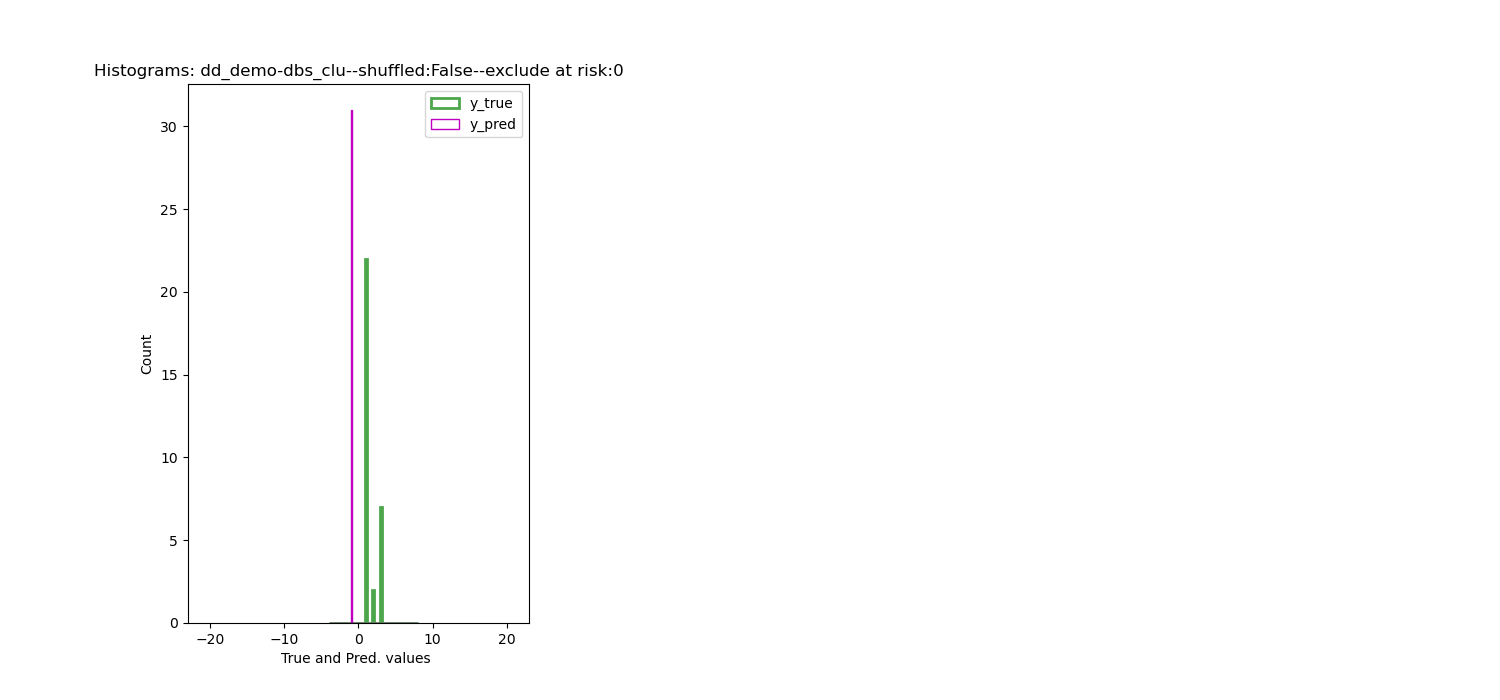 Histograms: dd_demo-dbs_clu--shuffled:False--exclude at risk:0
y_true
y_pred
30
25
20
15
10
5
0
Count
−20 −10 0 10 20
True and Pred. values